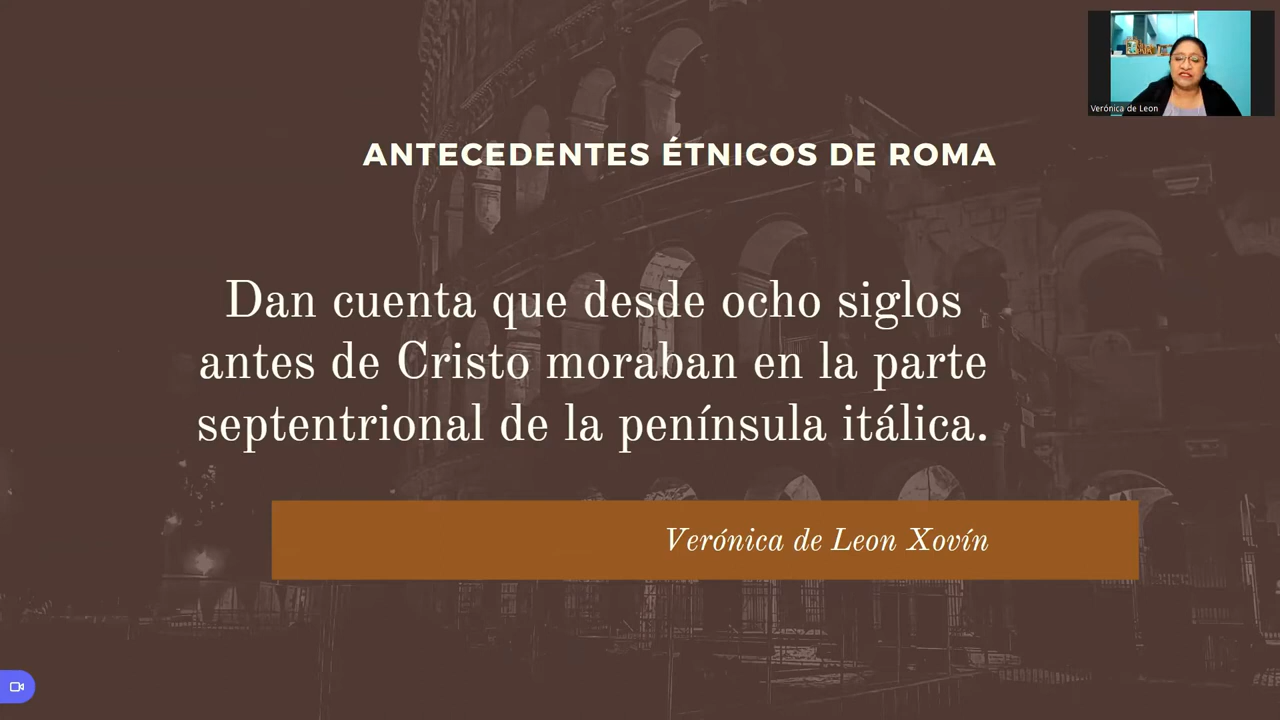 Verónica de Leon
ANTECEDENTES ÉTNICOS DE ROMA
Dan cuenta que desde ocho siglos
antes de Cristo moraban en la parte
septentrional de la península itálica.
Verónica de Leon Xovín